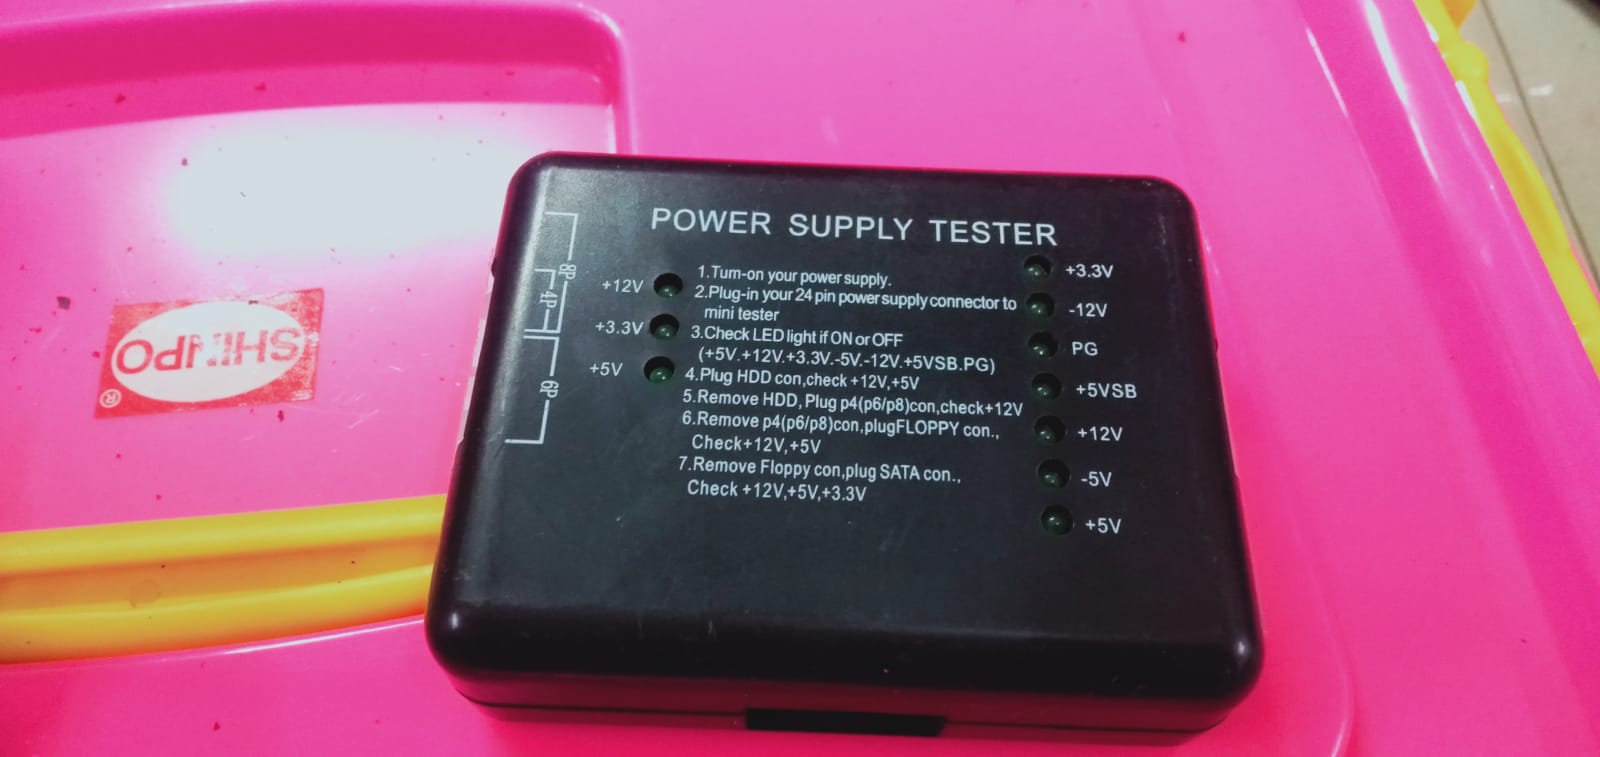 POWER SUPPLY TESTER
1.Turn-on your power supply.
2.Plug-in your 24 pin power supply connector to
mini tester
3.Check LED light if ON or OFF
(+5V.+12V.+3.3V.-5V.-12V.+5VSB.PG)
4.Plug HDD con,check +12V,+5V
5.Remove HDD, Plug p4(p6/p8)con,check+12V
6.Remove p4(p6/p8)con,plugFLOPPY con.,
Check+12V,+5V
7.Remove Floppy con,plug SATA con.,
Check +12V,+5V,+3.3V
8P
4P
6P
+12V
+3.3V
+5V
+3.3V
-12V
PG
+5VSB
+12V
-5V
+5V
SHINPO
®